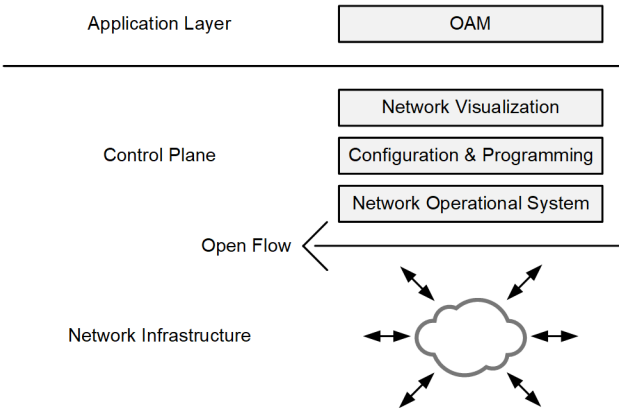 Application Layer
OAM
Network Visualization
Control Plane
Configuration & Programming
Network Operational System
Open Flow
Network Infrastructure